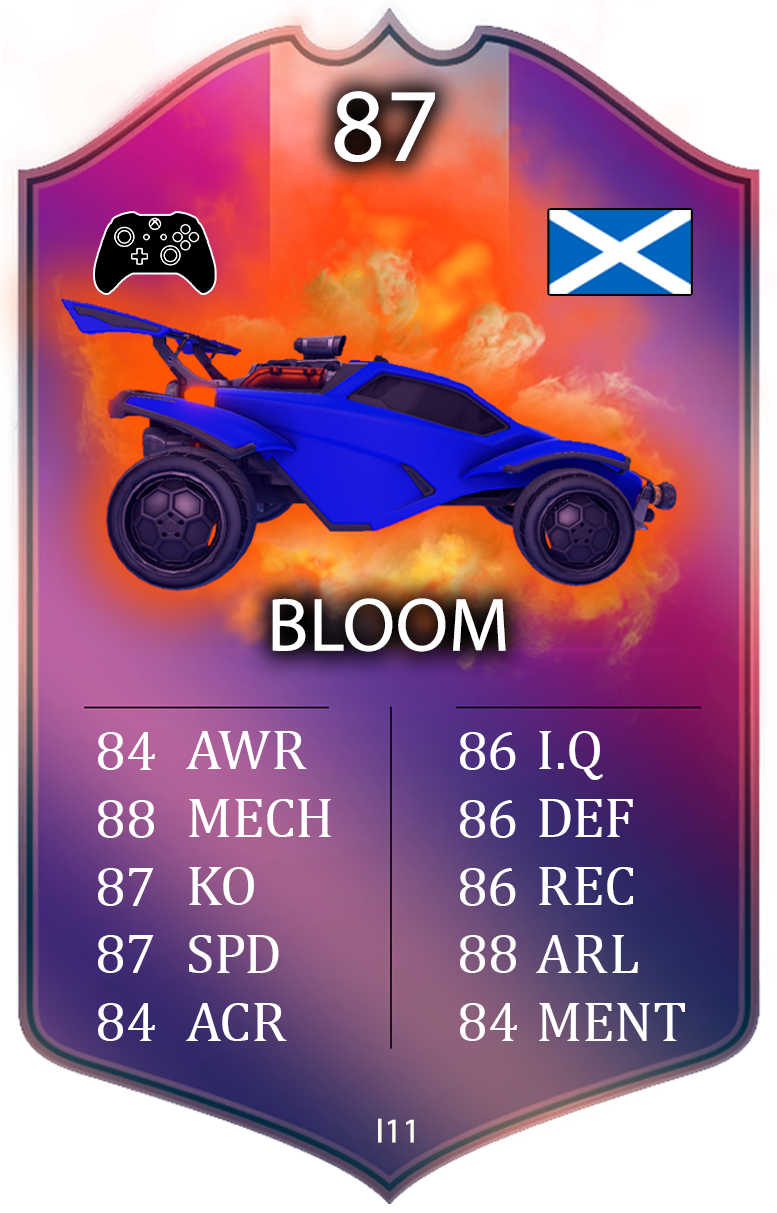 87
BLOOM
84 AWR
88 MECH
87 KO
87 SPD
84 ACR
86 I.Q
86 DEF
86 REC
88 ARL
84 MENT
I11